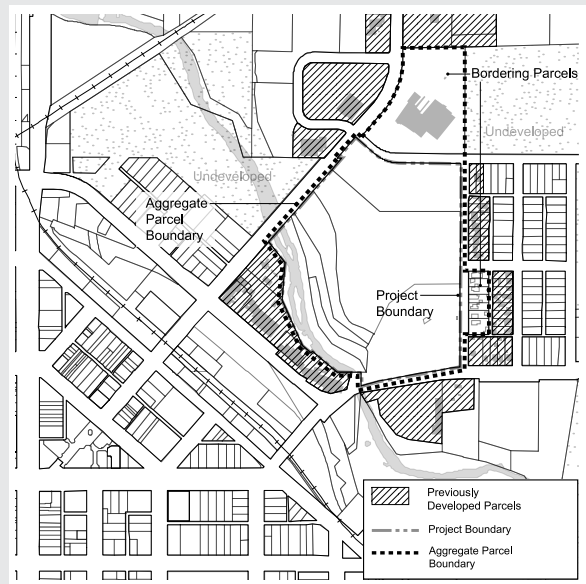 Bordering Parcels
Undeveloped
Undeveloped
Aggregate
Parcel
Boundary
Project
Boundary
Previously
Developed Parcels
Project Boundary
Aggregate Parcel
Boundary